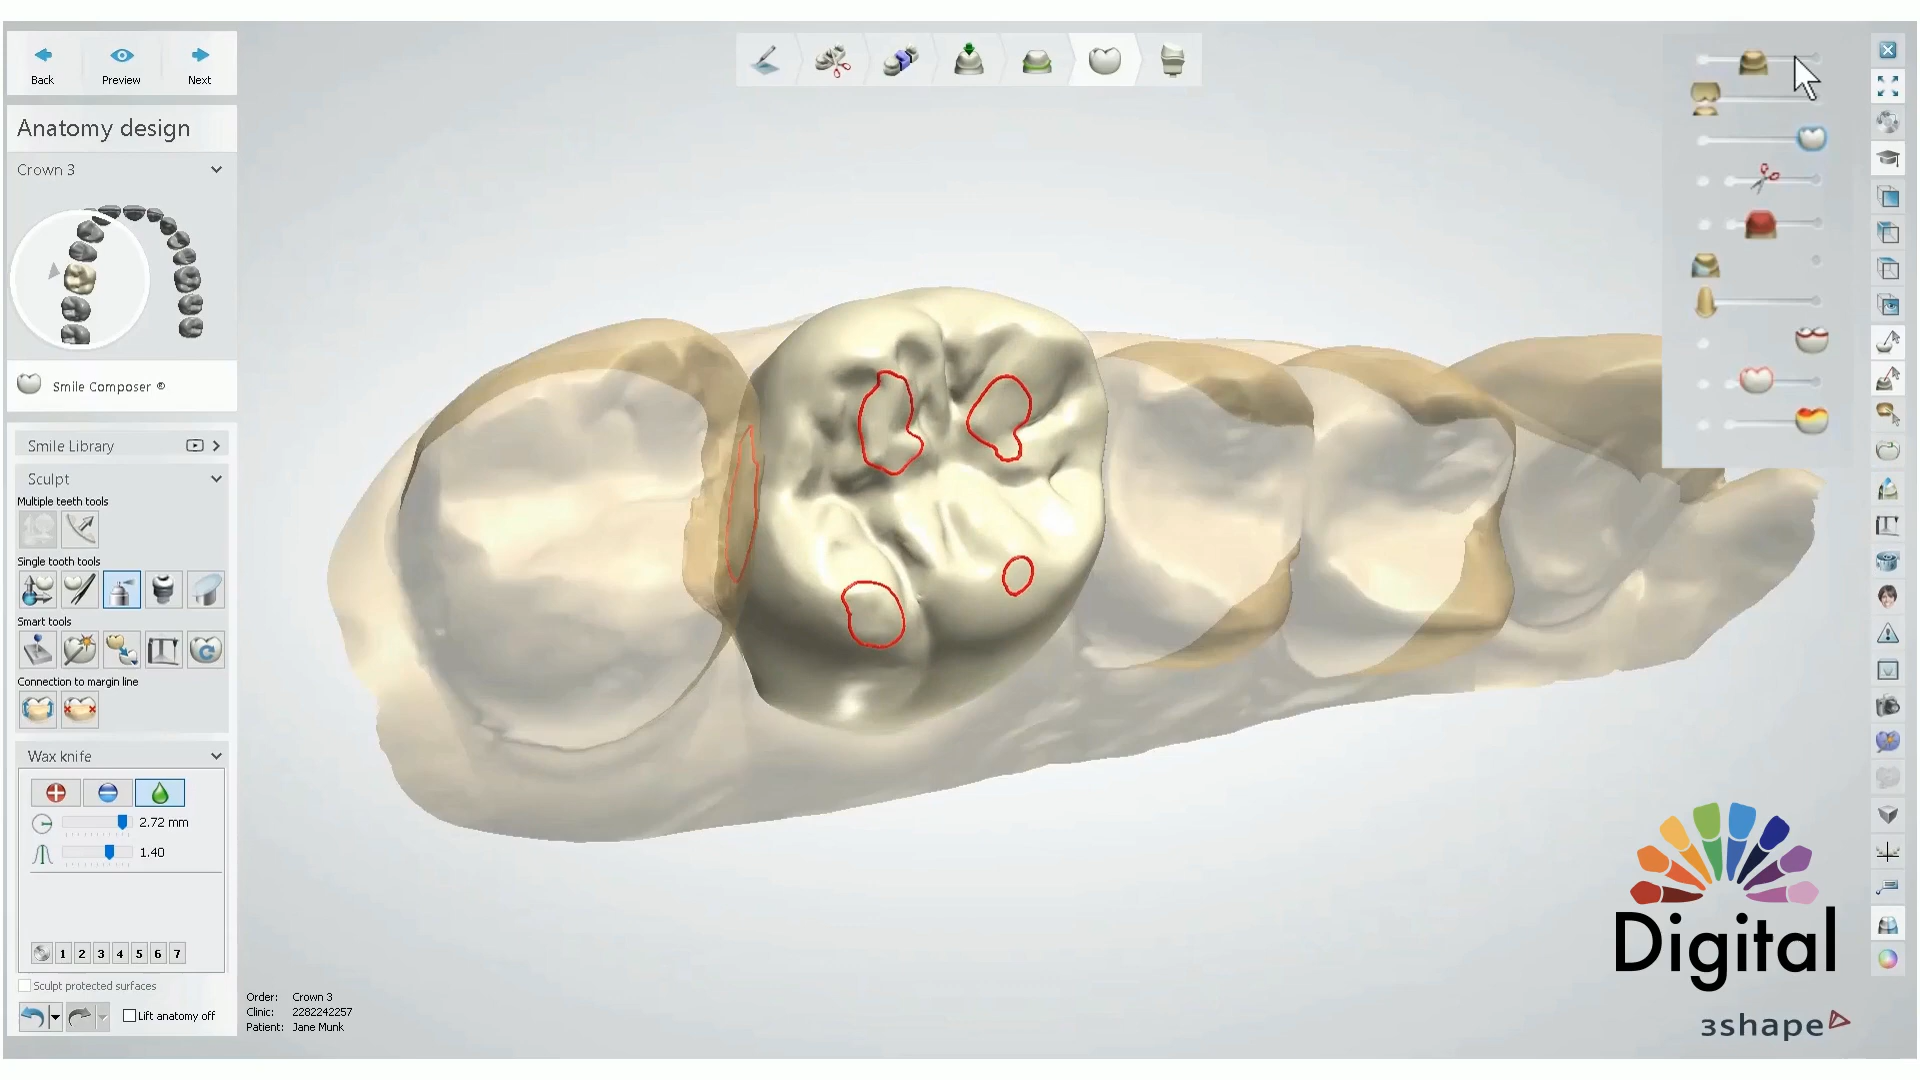 Back
Preview
Next
Anatomy design
Crown 3
Smile Composer ®
Smile Library
Sculpt
Multiple teeth tools
Single tooth tools
Smart tools
Connection to margin line
Wax knife
2.72 mm
1.40
1 2 3 4 5 6 7
Sculpt protected surfaces
Lift anatomy off
Order: Crown 3
Clinic: 2282242257
Patient: Jane Munk
Digital
3shape